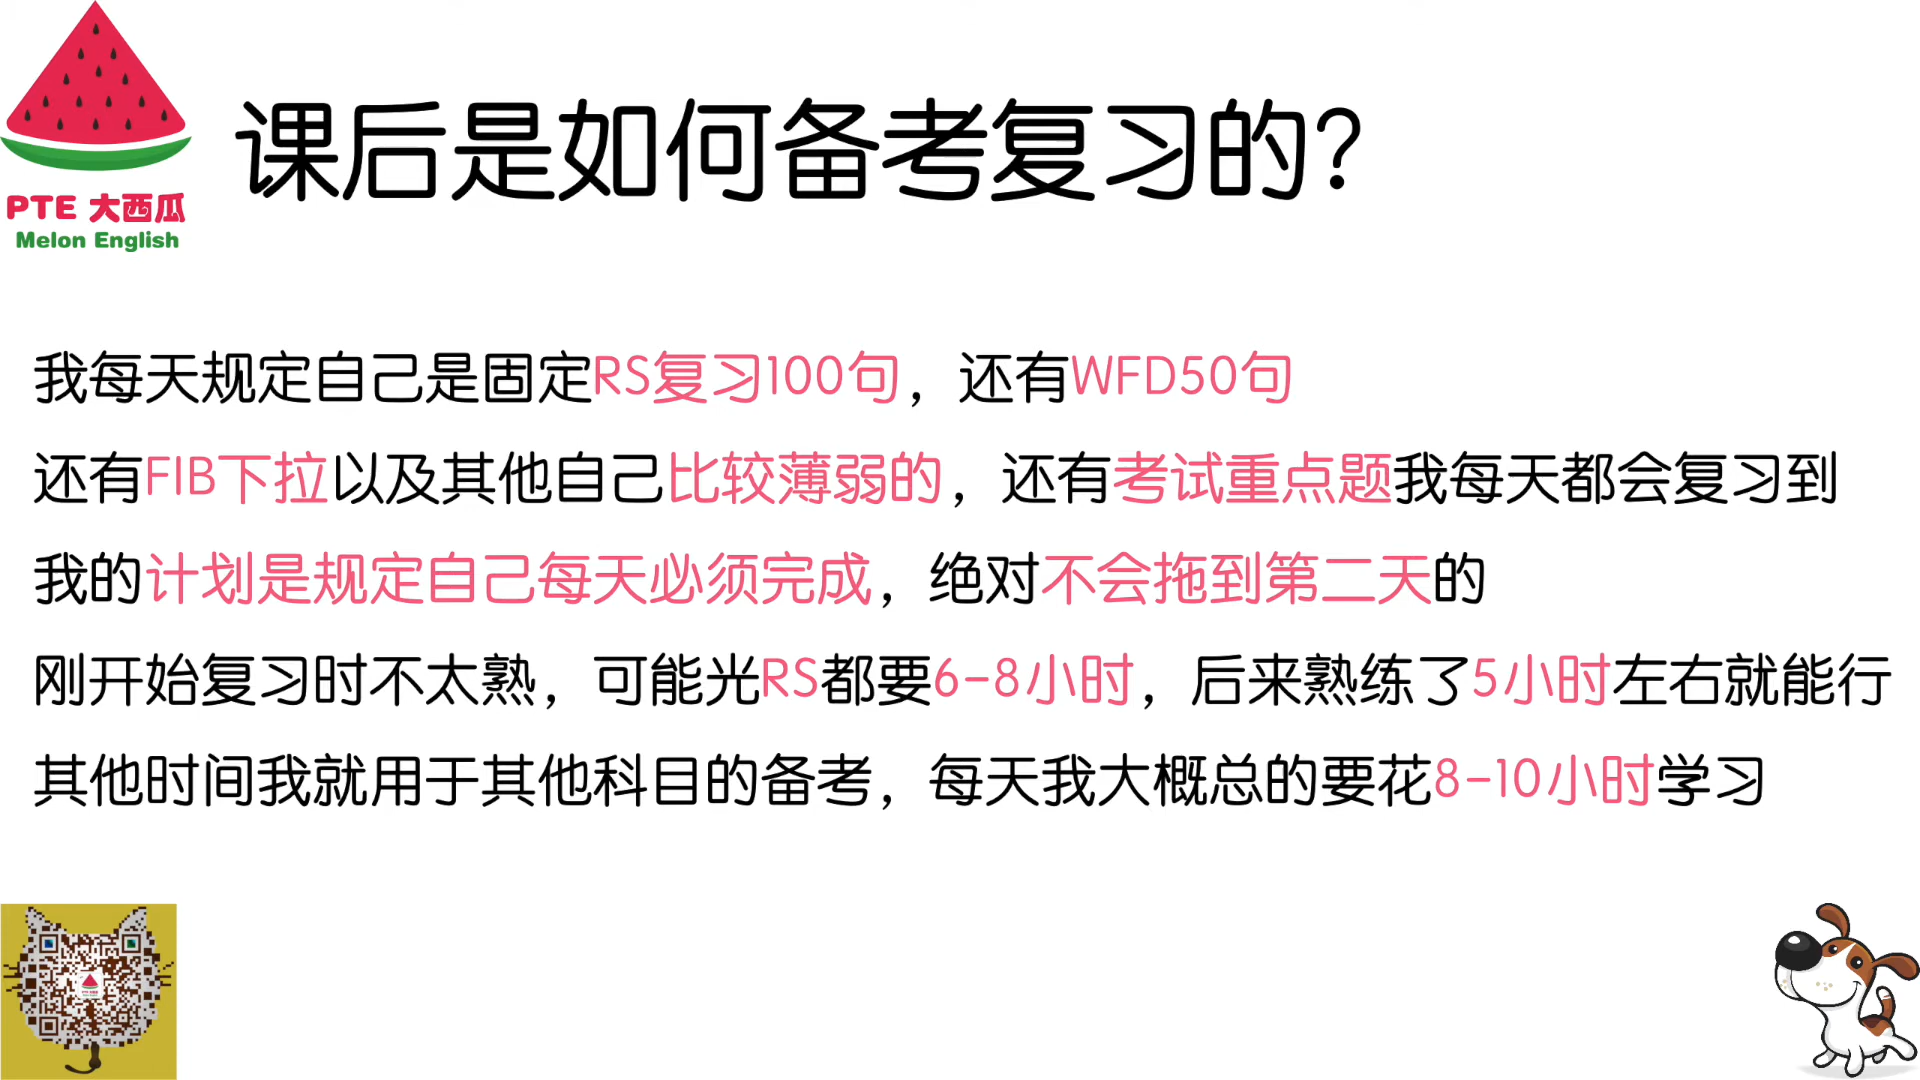 PTE 大西瓜
Melon English
课后是如何备考复习的?
我每天规定自己是固定RS复习100句，还有WFD50句
还有FIB下拉以及其他自己比较薄弱的，还有考试重点题我每天都会复习到
我的计划是规定自己每天必须完成，绝对不会拖到第二天的
刚开始复习时不太熟，可能光RS都要6-8小时，后来熟练了5小时左右就能行
其他时间我就用于其他科目的备考，每天我大概总的要花8-10小时学习